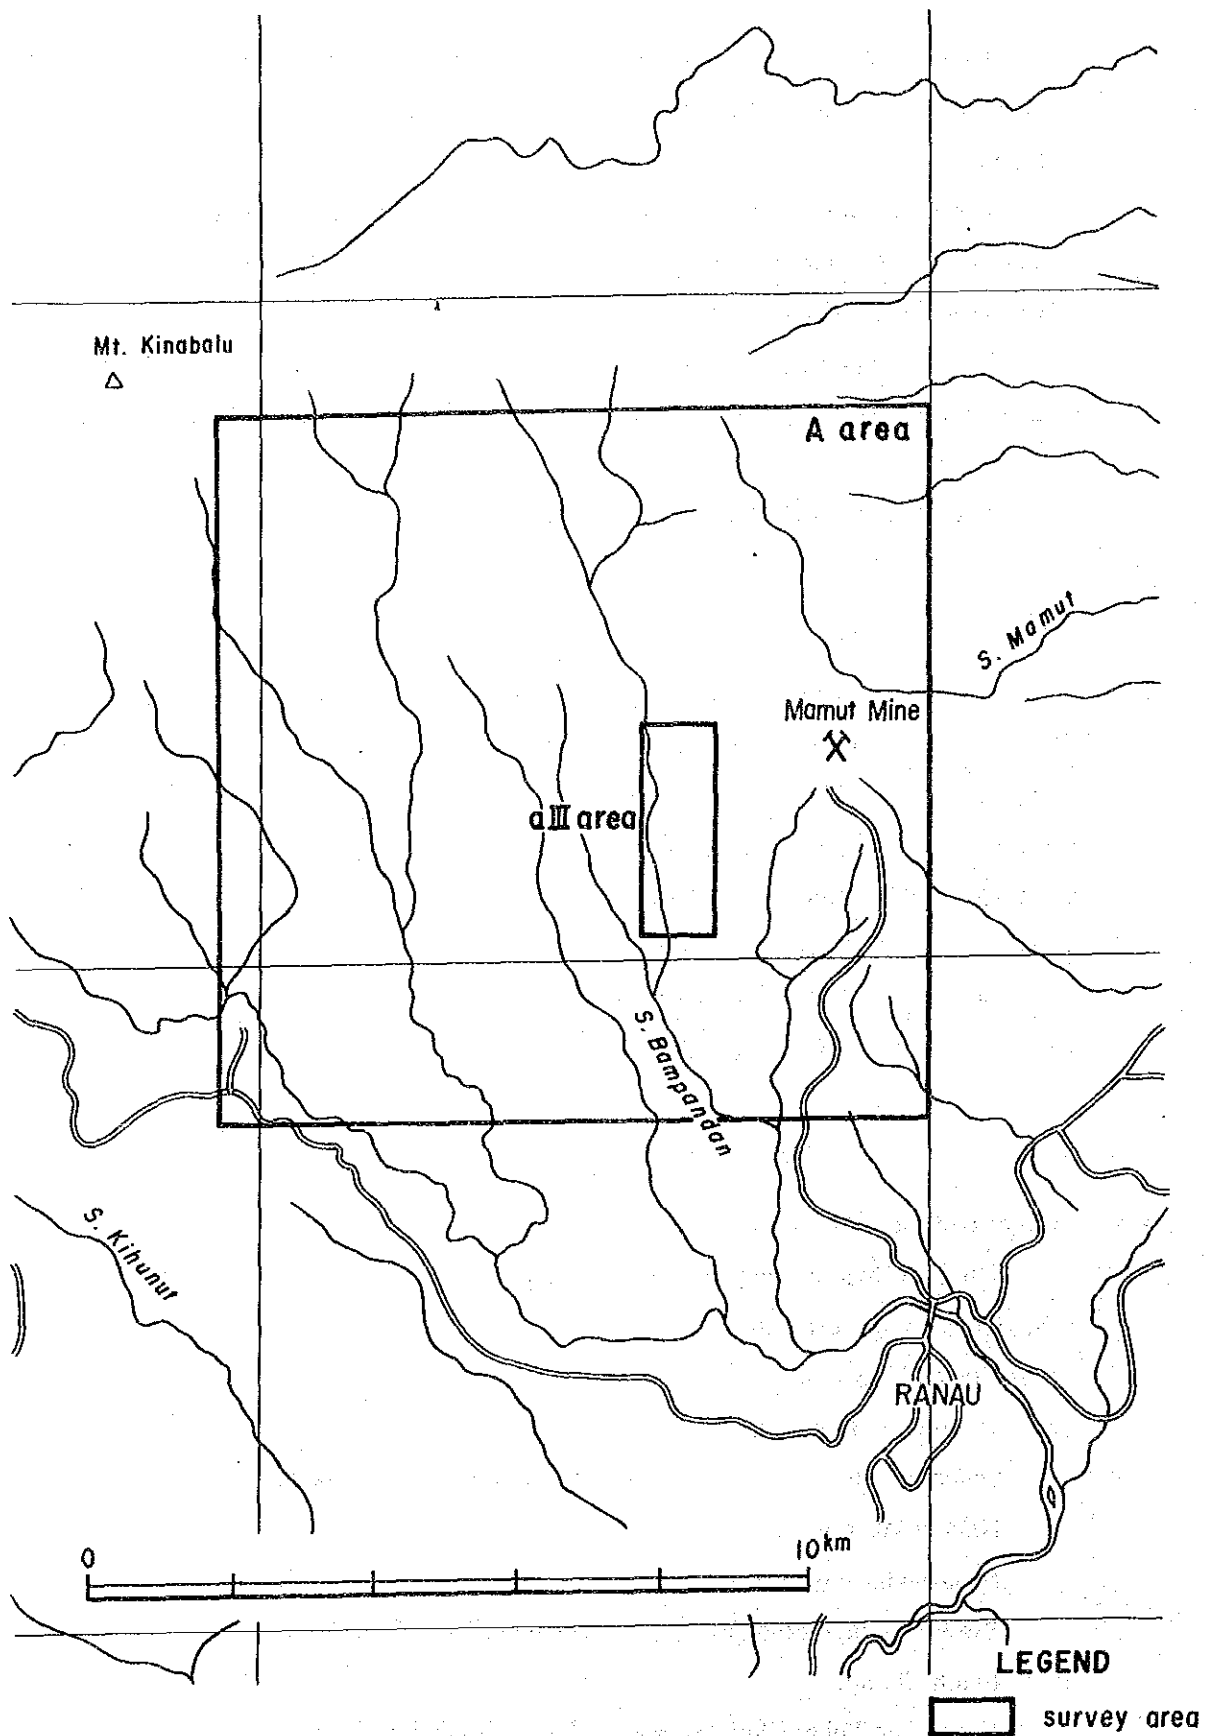 Mt. Kinabalu
A area
S. Mamut
Mamut Mine
aIII area
S. Bampandan
S. Kihunut
RANAU
0 10km
LEGEND
survey area